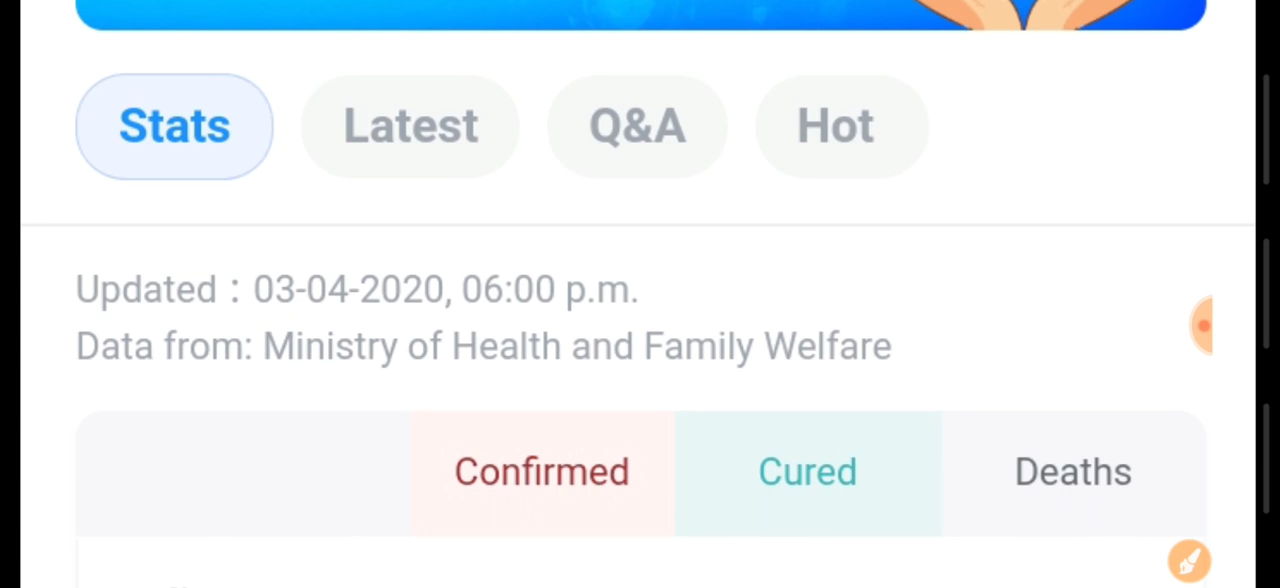 Stats Latest Q&A Hot
Updated : 03-04-2020, 06:00 p.m.
Data from: Ministry of Health and Family Welfare
Confirmed Cured Deaths